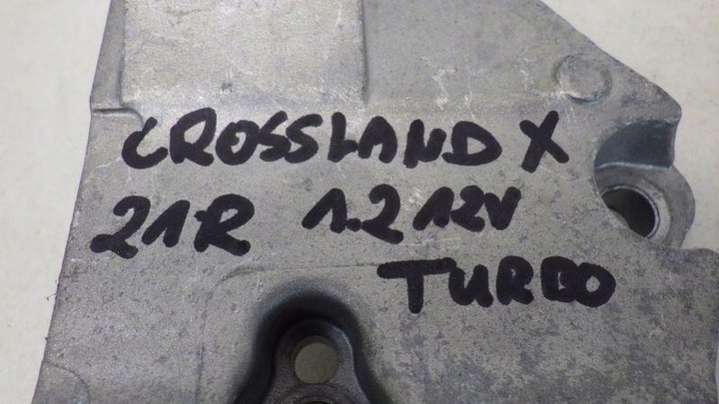 CROSSLAND X
21R 1.2 12V
TURBO